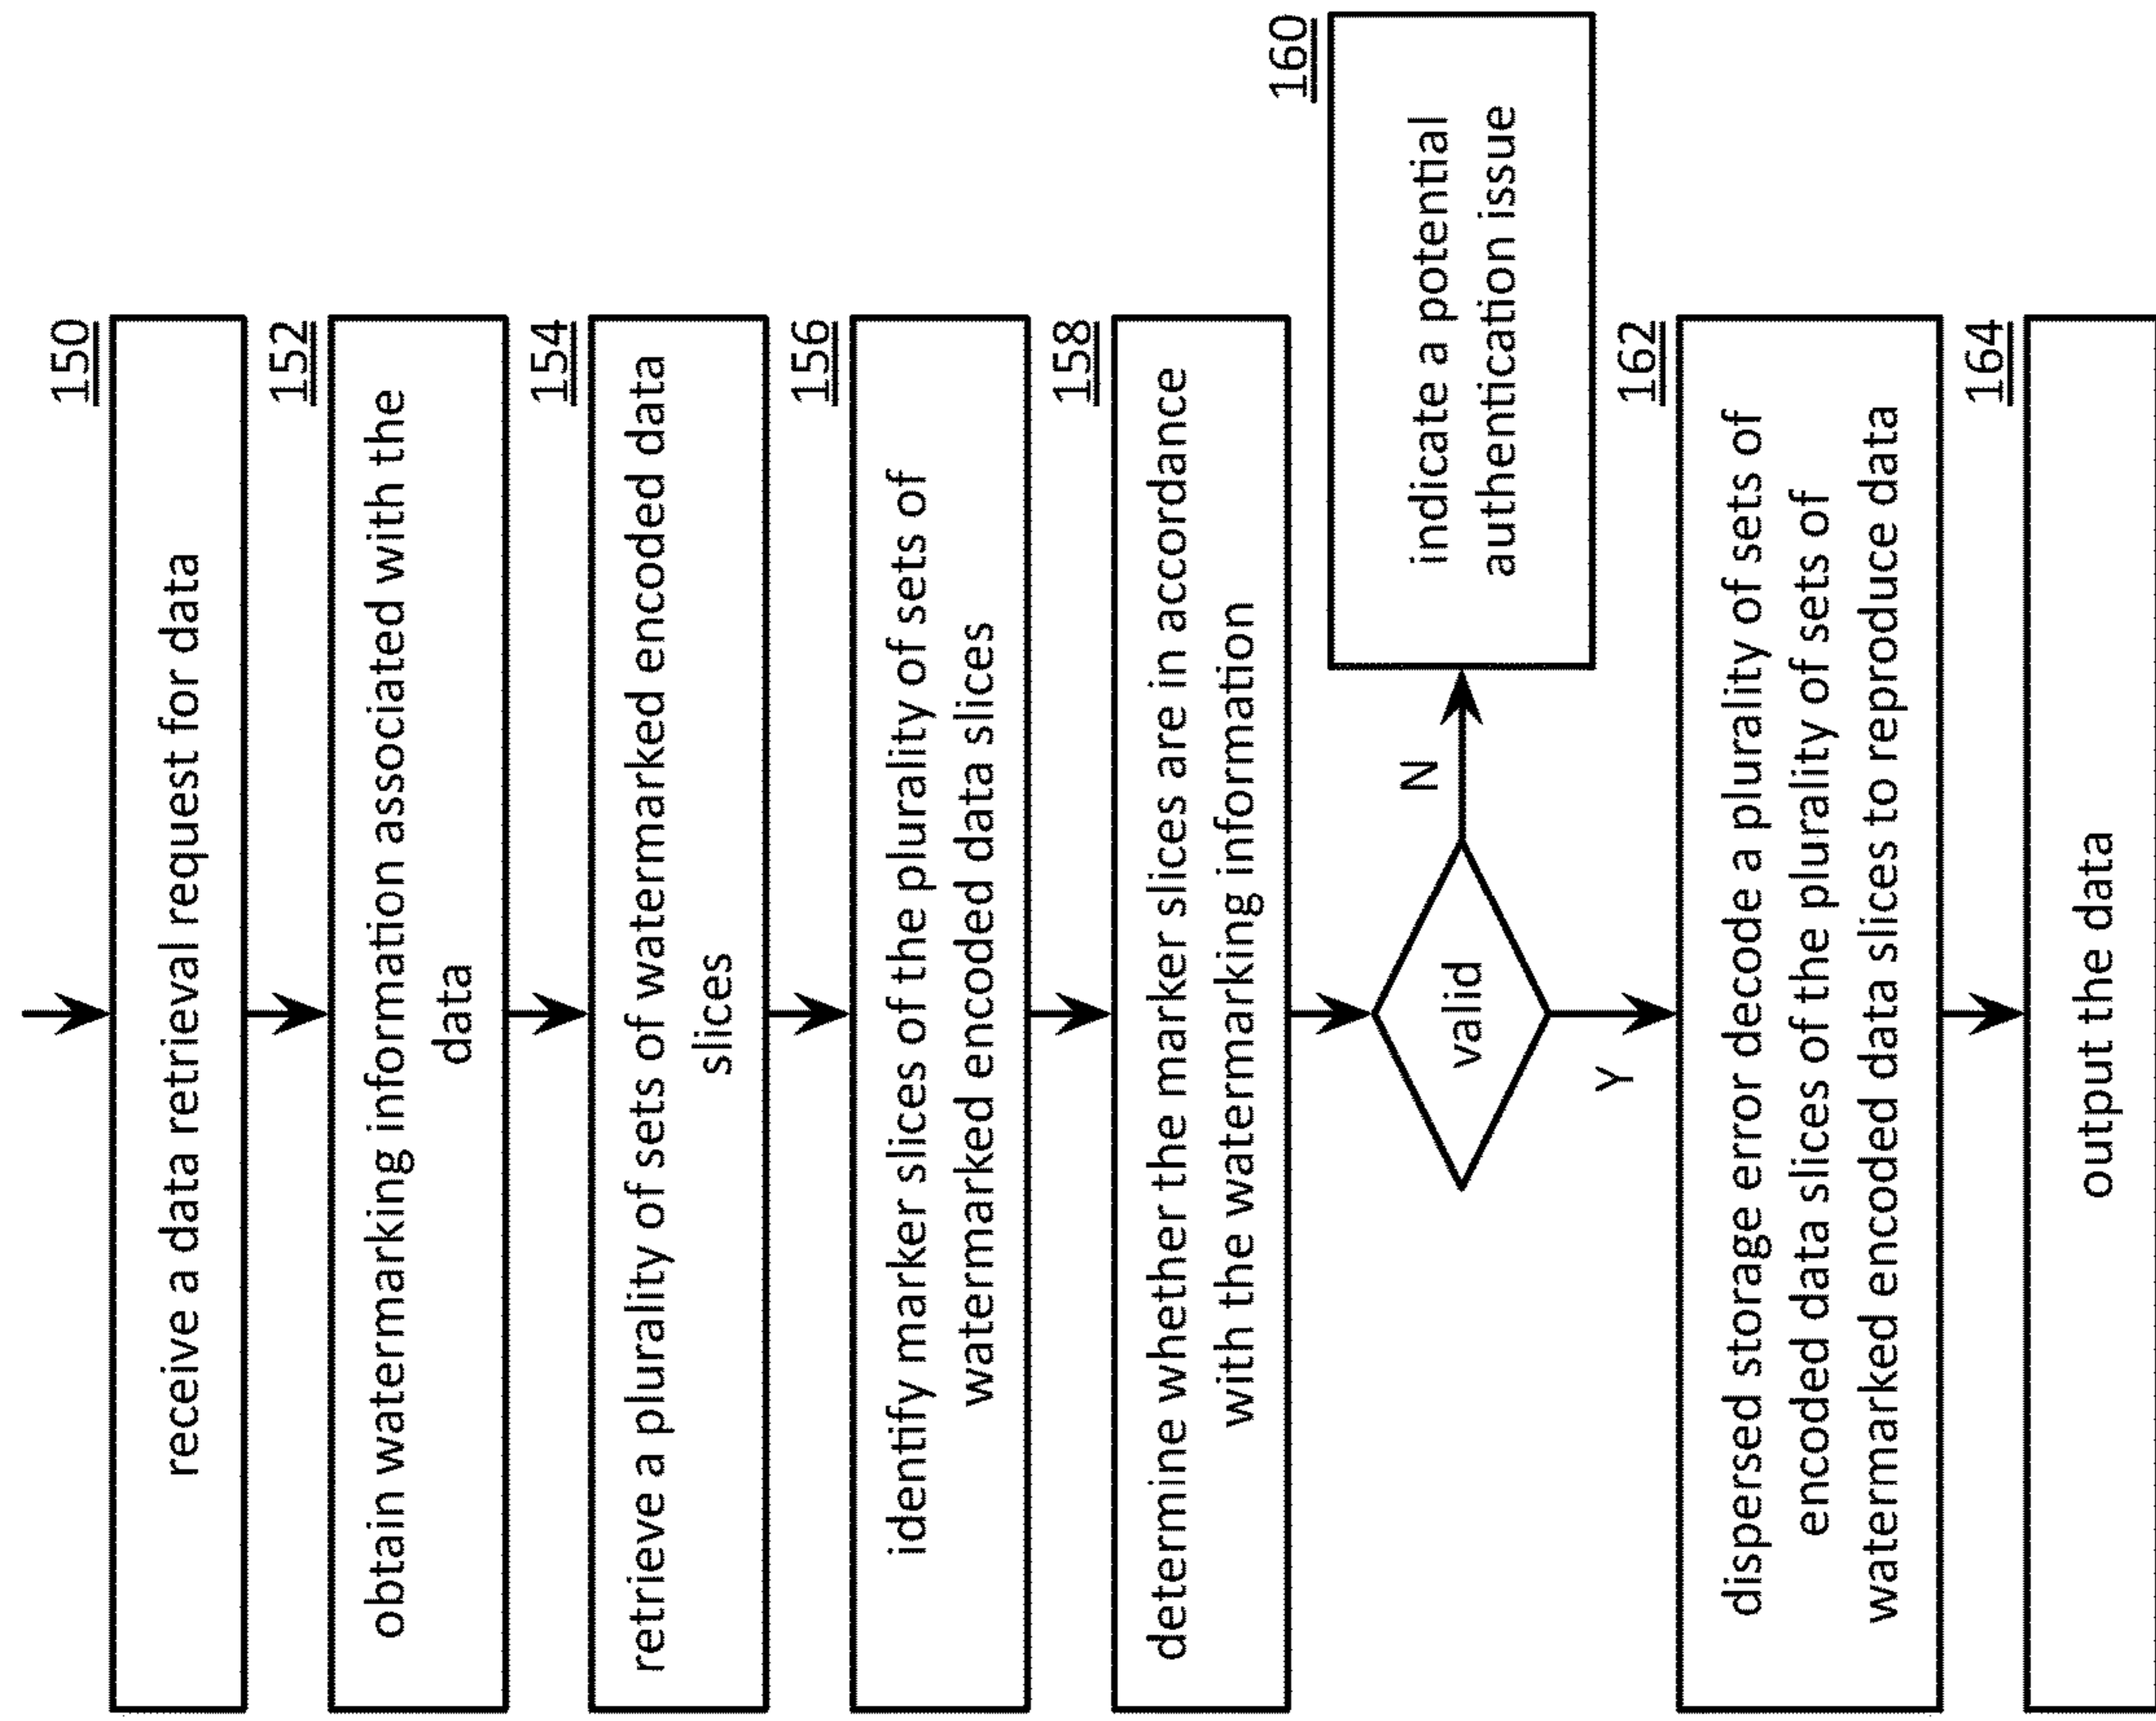 150
receive a data retrieval request for data
152
obtain watermarking information associated with the
data
154
retrieve a plurality of sets of watermarked encoded data
slices
156
identify marker slices of the plurality of sets of
watermarked encoded data slices
158
determine whether the marker slices are in accordance
with the watermarking information
valid
N
160
indicate a potential
authentication issue
Y
162
dispersed storage error decode a plurality of sets of
encoded data slices of the plurality of sets of
watermarked encoded data slices to reproduce data
164
output the data